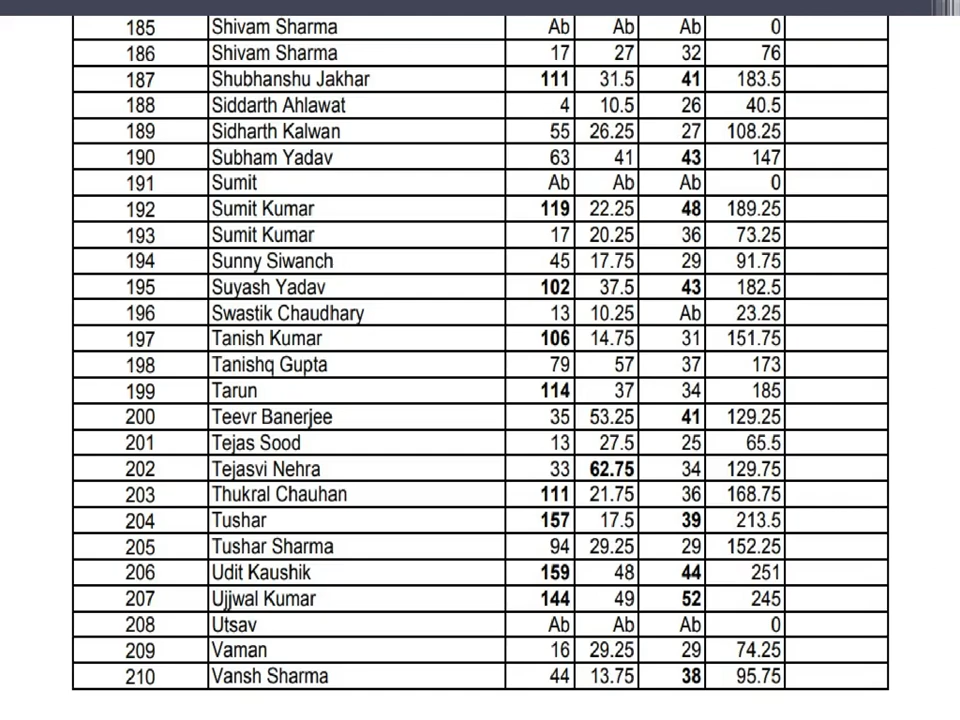 185 Shivam Sharma Ab Ab Ab 0
186 Shivam Sharma 17 27 32 76
187 Shubhanshu Jakhar 111 31.5 41 183.5
188 Siddarth Ahlawat 4 10.5 26 40.5
189 Sidharth Kalwan 55 26.25 27 108.25
190 Subham Yadav 63 41 43 147
191 Sumit Ab Ab Ab 0
192 Sumit Kumar 119 22.25 48 189.25
193 Sumit Kumar 17 20.25 36 73.25
194 Sunny Siwanch 45 17.75 29 91.75
195 Suyash Yadav 102 37.5 43 182.5
196 Swastik Chaudhary 13 10.25 Ab 23.25
197 Tanish Kumar 106 14.75 31 151.75
198 Tanishq Gupta 79 57 37 173
199 Tarun 114 37 34 185
200 Teevr Banerjee 35 53.25 41 129.25
201 Tejas Sood 13 27.5 25 65.5
202 Tejasvi Nehra 33 62.75 34 129.75
203 Thukral Chauhan 111 21.75 36 168.75
204 Tushar 157 17.5 39 213.5
205 Tushar Sharma 94 29.25 29 152.25
206 Udit Kaushik 159 48 44 251
207 Ujjwal Kumar 144 49 52 245
208 Utsav Ab Ab Ab 0
209 Vaman 16 29.25 29 74.25
210 Vansh Sharma 44 13.75 38 95.75